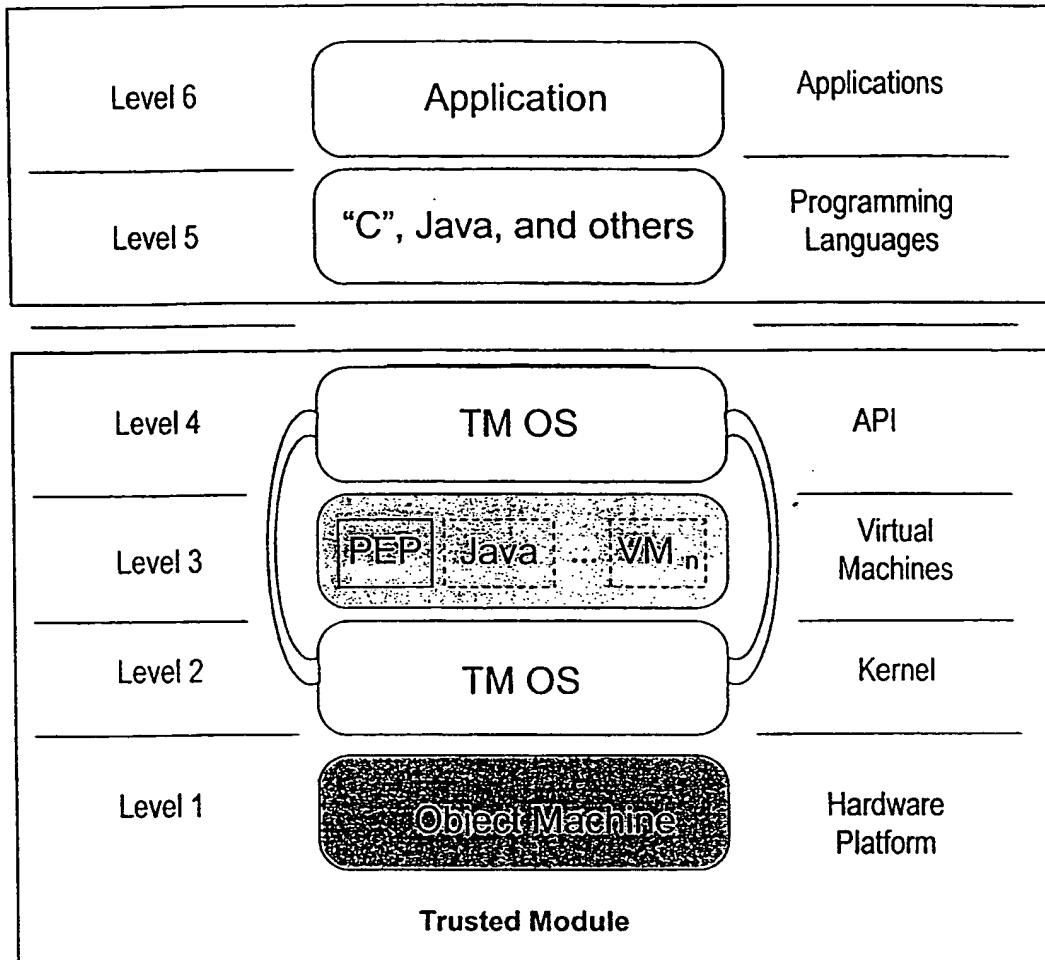 Level 6
Application
Applications
Level 5
“C”, Java, and others
Programming
Languages
Level 4
TM OS
API
Level 3
PEP
Java
...
VM n
Virtual
Machines
Level 2
TM OS
Kernel
Level 1
Object Machine
Hardware
Platform
Trusted Module